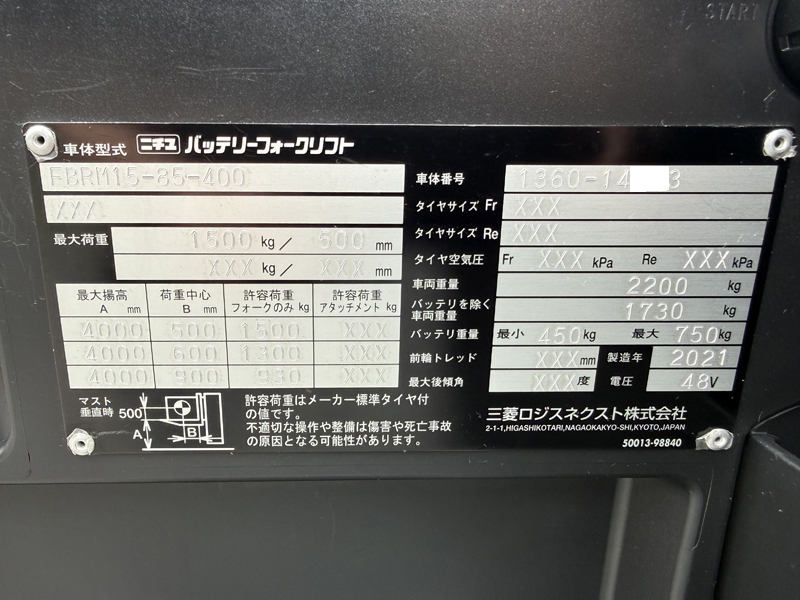 START
車体型式 ニチユ バッテリーフォークリフト
FBRM15-85-400
XXX
最大荷重 1500 kg／ 500 mm
XXX kg／ XXX mm
最大揚高 A mm 荷重中心 B mm 許容荷重 フォークのみ kg 許容荷重 アタッチメント kg
4000 500 1500 XXX
4000 600 1300 XXX
4000 900 930 XXX
マスト垂直時 500
A
B
許容荷重はメーカー標準タイヤ付
の値です。
不適切な操作や整備は傷害や死亡事故
の原因となる可能性があります。
車体番号 1360-14 3
タイヤサイズ Fr XXX
タイヤサイズ Re XXX
タイヤ空気圧 Fr XXX kPa Re XXX kPa
車両重量 2200 kg
バッテリを除く
車両重量 1730 kg
バッテリ重量 最小 450 kg 最大 750 kg
前輪トレッド XXX mm 製造年 2021
最大後傾角 XXX 度 電圧 48 V
三菱ロジスネクスト株式会社
2-1-1,HIGASHIKOTARI,NAGAOKAKYO-SHI,KYOTO,JAPAN
50013-98840